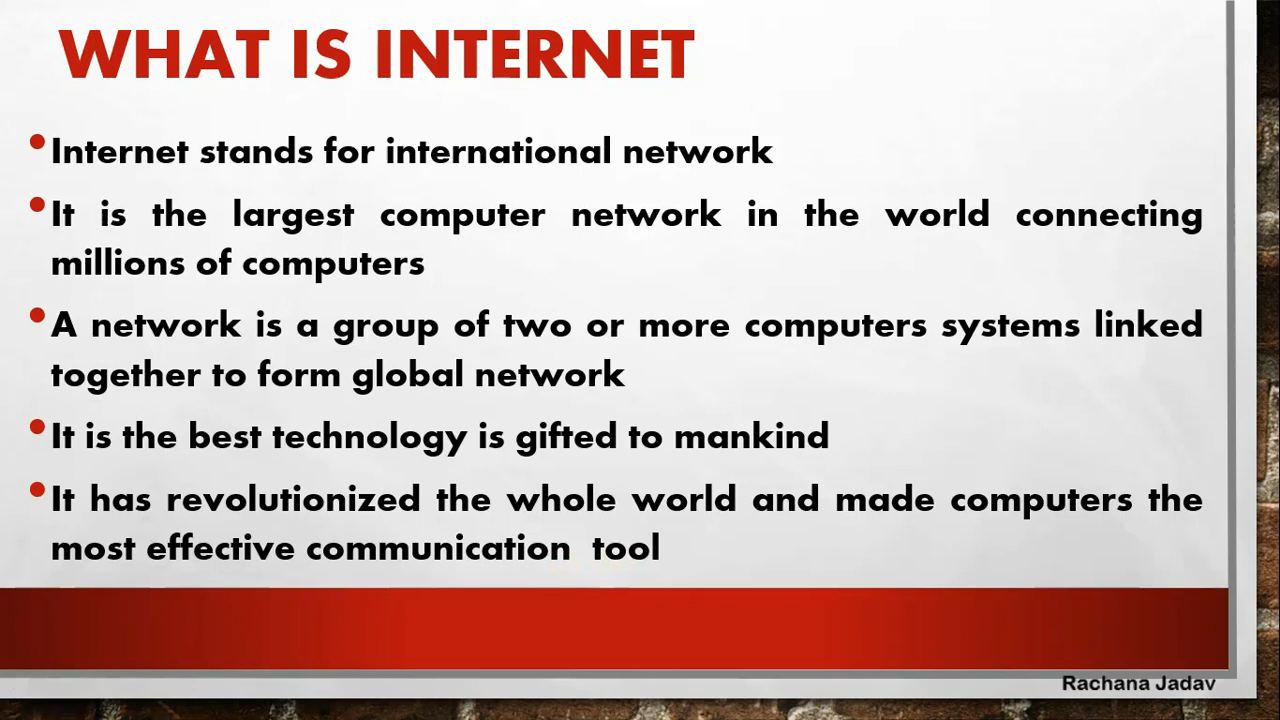 WHAT IS INTERNET
•Internet stands for international network
•It is the largest computer network in the world connecting
millions of computers
•A network is a group of two or more computers systems linked
together to form global network
•It is the best technology is gifted to mankind
•It has revolutionized the whole world and made computers the
most effective communication  tool
Rachana Jadav